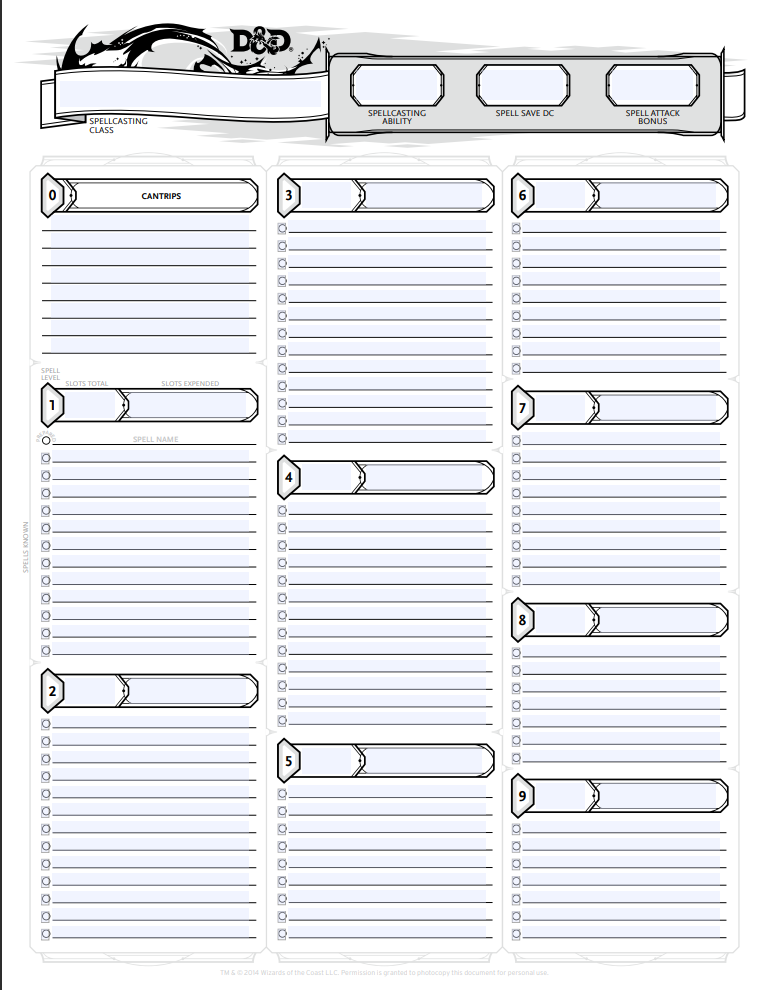 D&D®
SPELLCASTING
CLASS
SPELLCASTING
ABILITY
SPELL SAVE DC
SPELL ATTACK
BONUS
0
CANTRIPS
SPELL
LEVEL
SLOTS TOTAL
SLOTS EXPENDED
1
PREPARED
SPELL NAME
SPELLS KNOWN
2
3
4
5
6
7
8
9
TM & © 2014 Wizards of the Coast LLC. Permission is granted to photocopy this document for personal use.